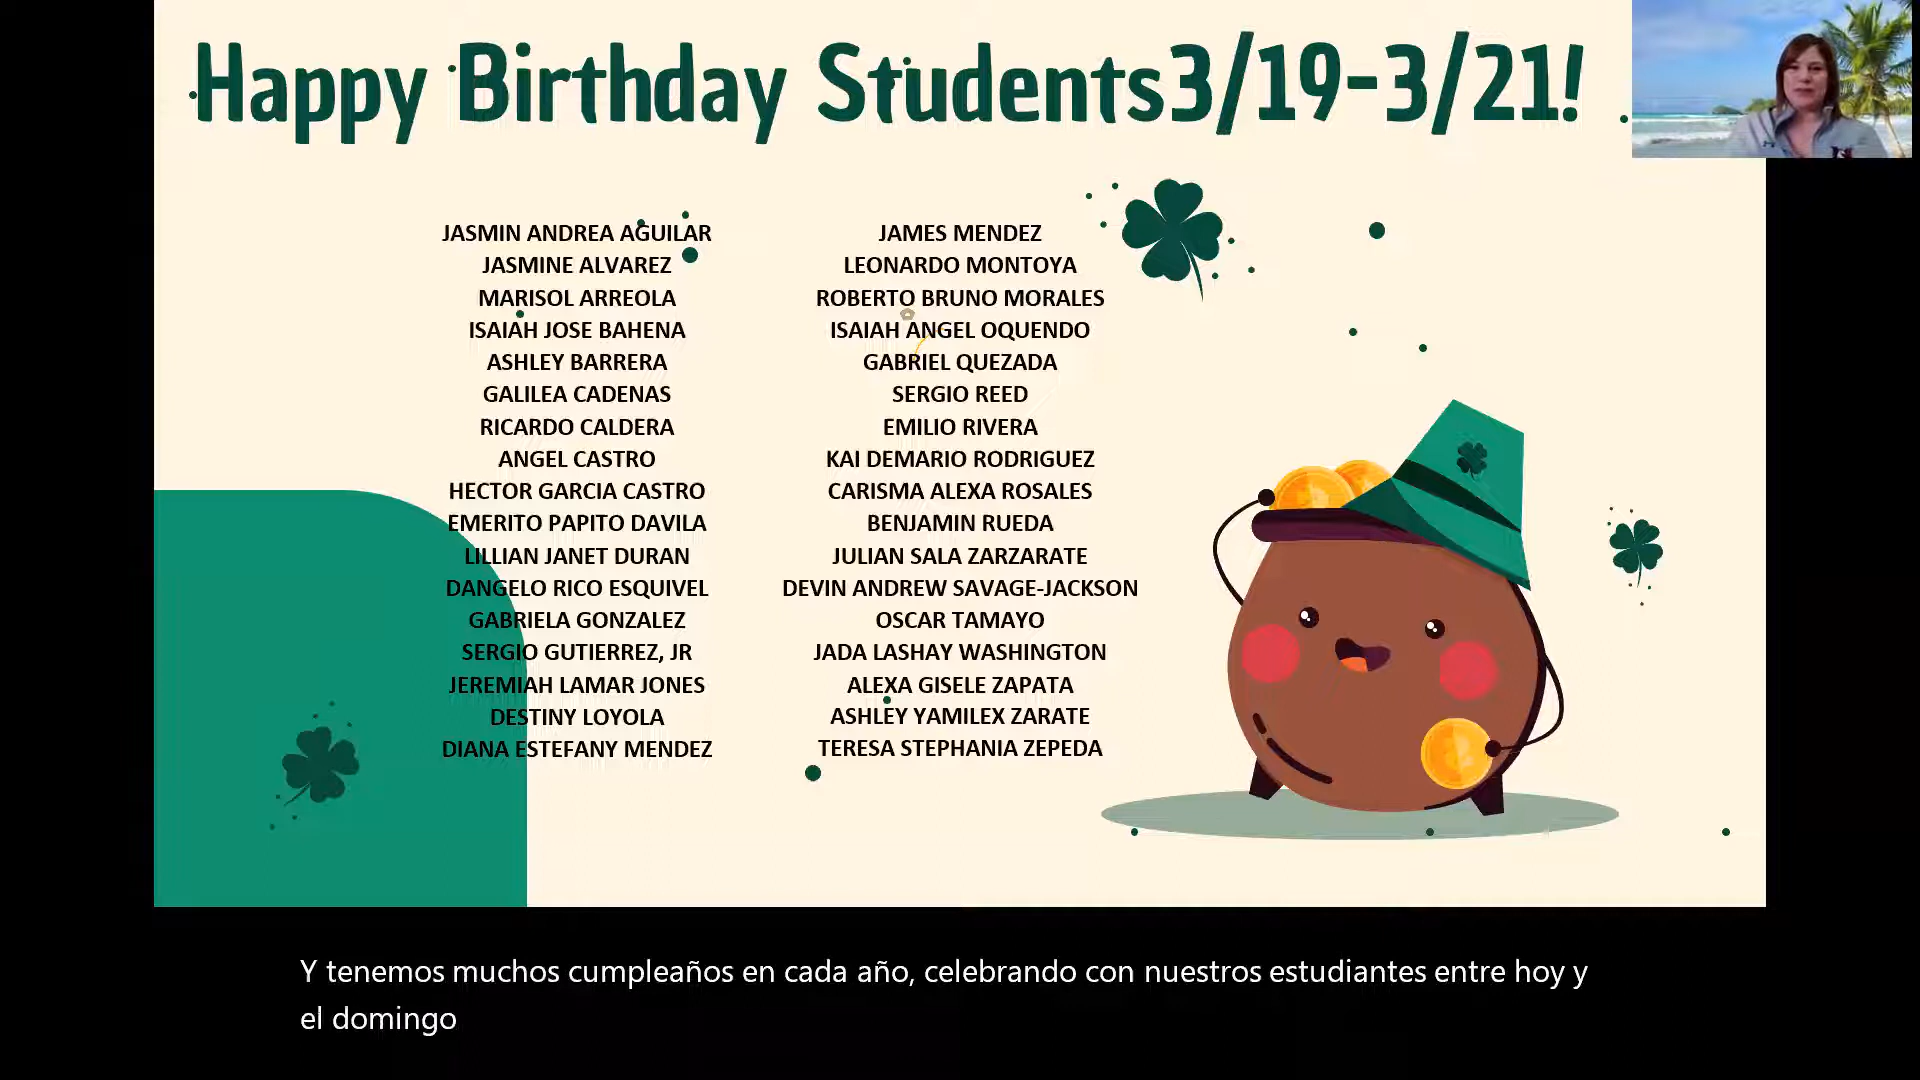 Happy Birthday Students3/19-3/21!
JASMIN ANDREA AGUILAR
JASMINE ALVAREZ
MARISOL ARREOLA
ISAIAH JOSE BAHENA
ASHLEY BARRERA
GALILEA CADENAS
RICARDO CALDERA
ANGEL CASTRO
HECTOR GARCIA CASTRO
EMERITO PAPITO DAVILA
LILLIAN JANET DURAN
DANGELO RICO ESQUIVEL
GABRIELA GONZALEZ
SERGIO GUTIERREZ, JR
JEREMIAH LAMAR JONES
DESTINY LOYOLA
DIANA ESTEFANY MENDEZ
JAMES MENDEZ
LEONARDO MONTOYA
ROBERTO BRUNO MORALES
ISAIAH ANGEL OQUENDO
GABRIEL QUEZADA
SERGIO REED
EMILIO RIVERA
KAI DEMARIO RODRIGUEZ
CARISMA ALEXA ROSALES
BENJAMIN RUEDA
JULIAN SALA ZARZARATE
DEVIN ANDREW SAVAGE-JACKSON
OSCAR TAMAYO
JADA LASHAY WASHINGTON
ALEXA GISELE ZAPATA
ASHLEY YAMILEX ZARATE
TERESA STEPHANIA ZEPEDA
Y tenemos muchos cumpleaños en cada año, celebrando con nuestros estudiantes entre hoy y
el domingo